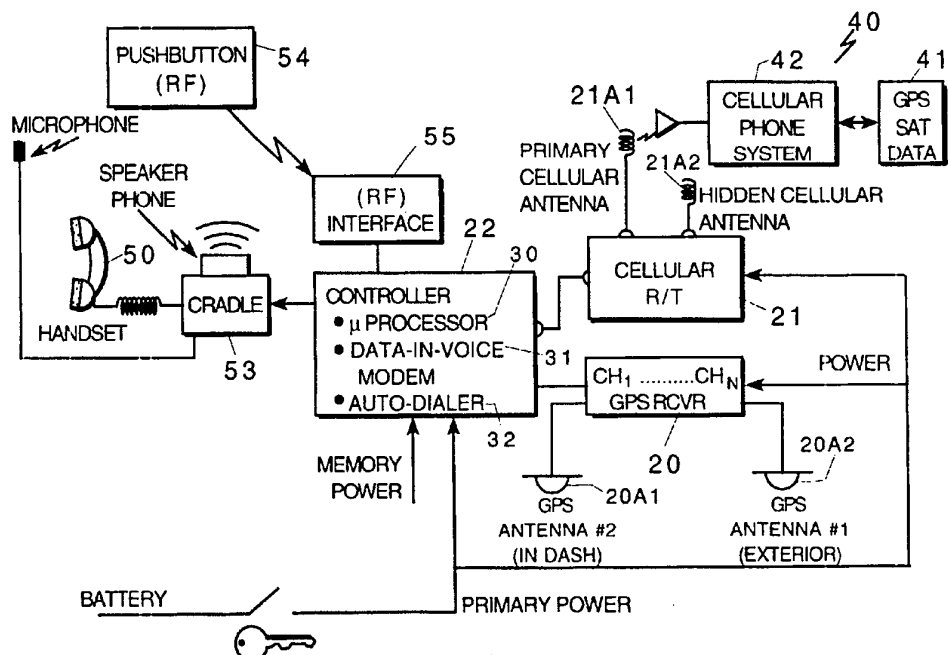 PUSHBUTTON
(RF)
54
MICROPHONE
SPEAKER
PHONE
50
HANDSET
CRADLE
53
55
(RF)
INTERFACE
22
CONTROLLER
• µ PROCESSOR
30
• DATA-IN-VOICE
MODEM
31
• AUTO-DIALER
32
MEMORY
POWER
40
42
CELLULAR
PHONE
SYSTEM
41
GPS
SAT
DATA
21A1
PRIMARY
CELLULAR
ANTENNA
21A2
HIDDEN CELLULAR
ANTENNA
CELLULAR
R/T
21
POWER
CH1 ..........CHN
GPS RCVR
20
20A1
GPS
ANTENNA #2
(IN DASH)
20A2
GPS
ANTENNA #1
(EXTERIOR)
BATTERY
PRIMARY POWER